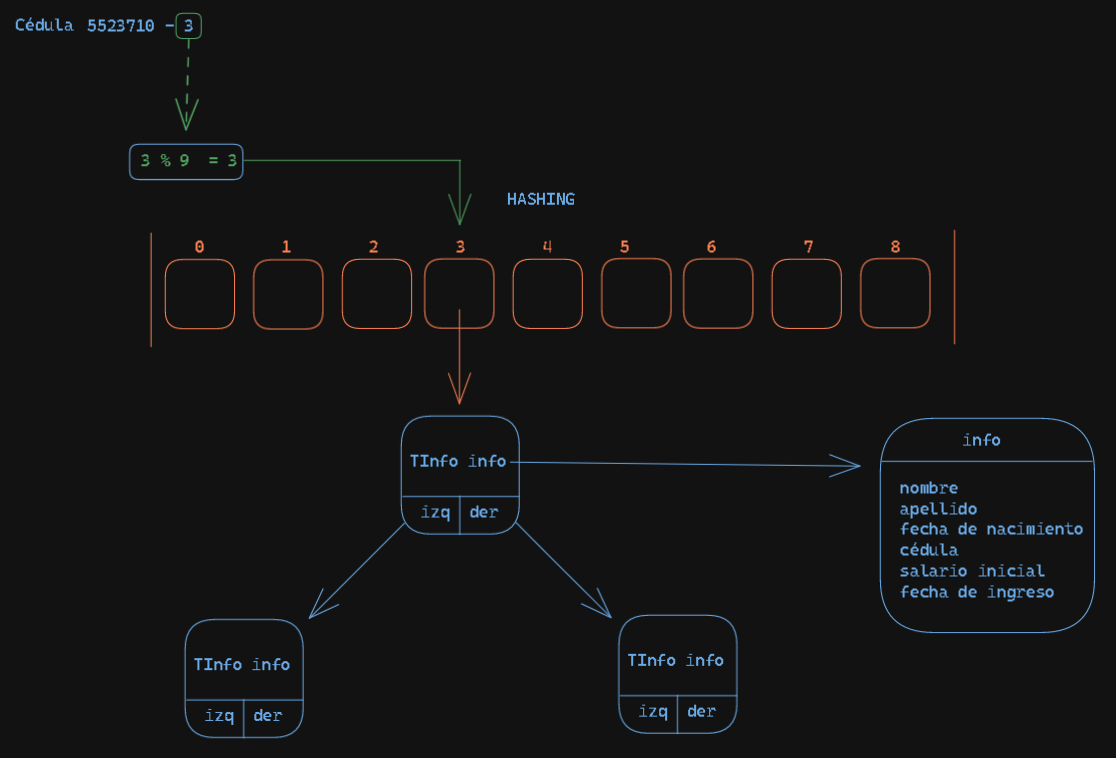 Cédula 5523710 - 3
3 % 9 = 3
HASHING
0 1 2 3 4 5 6 7 8
TInfo info
izq der
info
nombre
apellido
fecha de nacimiento
cédula
salario inicial
fecha de ingreso
TInfo info
izq der
TInfo info
izq der